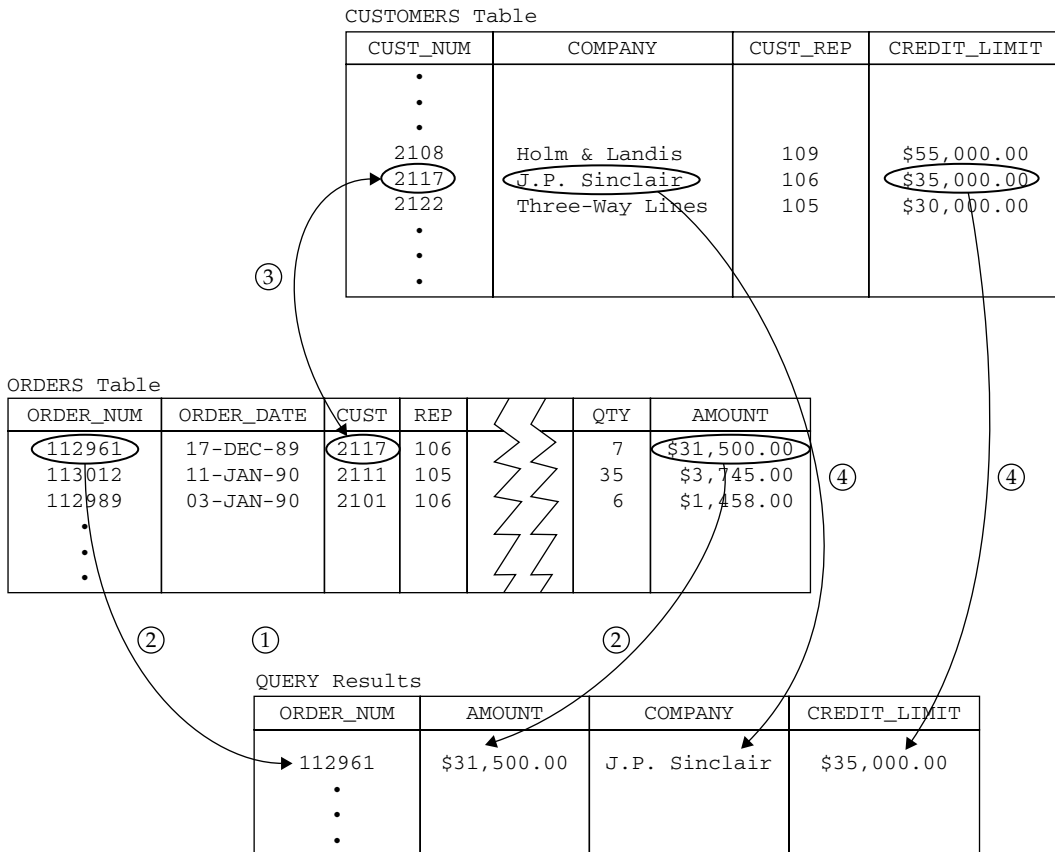 CUSTOMERS Table
CUST_NUM COMPANY CUST_REP CREDIT_LIMIT
2108 Holm & Landis 109 $55,000.00
2117 J.P. Sinclair 106 $35,000.00
2122 Three-Way Lines 105 $30,000.00
③
ORDERS Table
ORDER_NUM ORDER_DATE CUST REP QTY AMOUNT
112961 17-DEC-89 2117 106 7 $31,500.00
113012 11-JAN-90 2111 105 35 $3,745.00
112989 03-JAN-90 2101 106 6 $1,458.00
④ ④
② ① ②
QUERY Results
ORDER_NUM AMOUNT COMPANY CREDIT_LIMIT
112961 $31,500.00 J.P. Sinclair $35,000.00